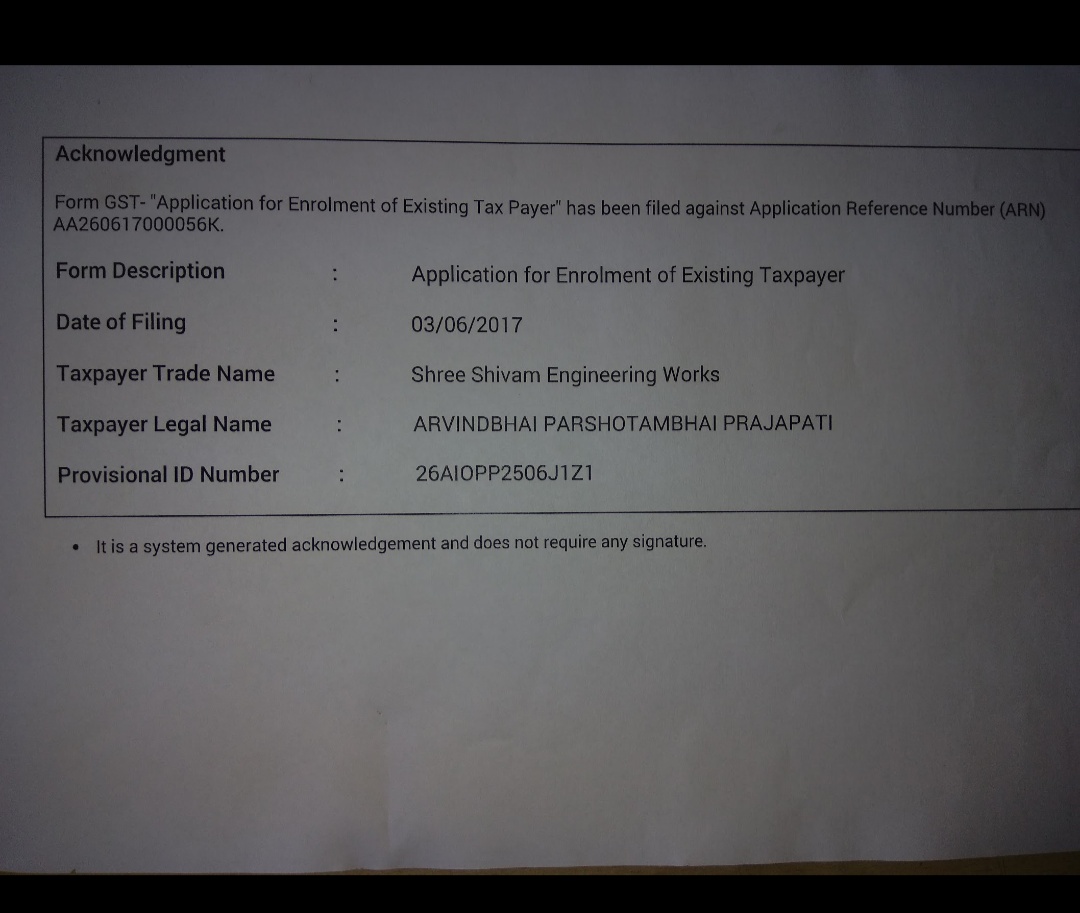 Acknowledgment
Form GST- "Application for Enrolment of Existing Tax Payer" has been filed against Application Reference Number (ARN)
AA260617000056K.
Form Description : Application for Enrolment of Existing Taxpayer
Date of Filing : 03/06/2017
Taxpayer Trade Name : Shree Shivam Engineering Works
Taxpayer Legal Name : ARVINDBHAI PARSHOTAMBHAI PRAJAPATI
Provisional ID Number : 26AIOPP2506J1Z1
• It is a system generated acknowledgement and does not require any signature.